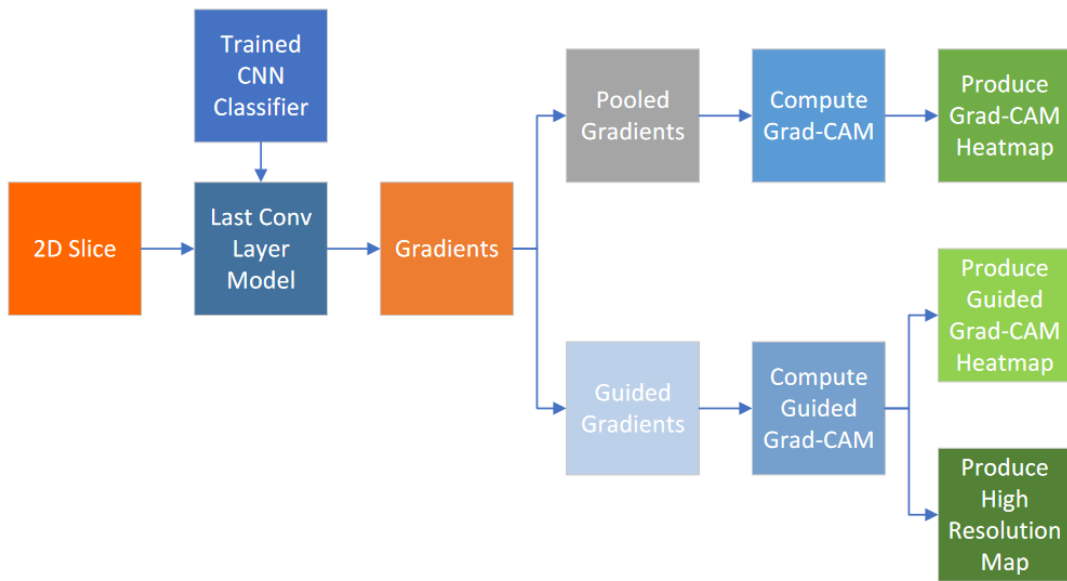 Trained
CNN
Classifier
2D Slice
Last Conv
Layer
Model
Gradients
Pooled
Gradients
Compute
Grad-CAM
Produce
Grad-CAM
Heatmap
Guided
Gradients
Compute
Guided
Grad-CAM
Produce
Guided
Grad-CAM
Heatmap
Produce
High
Resolution
Map